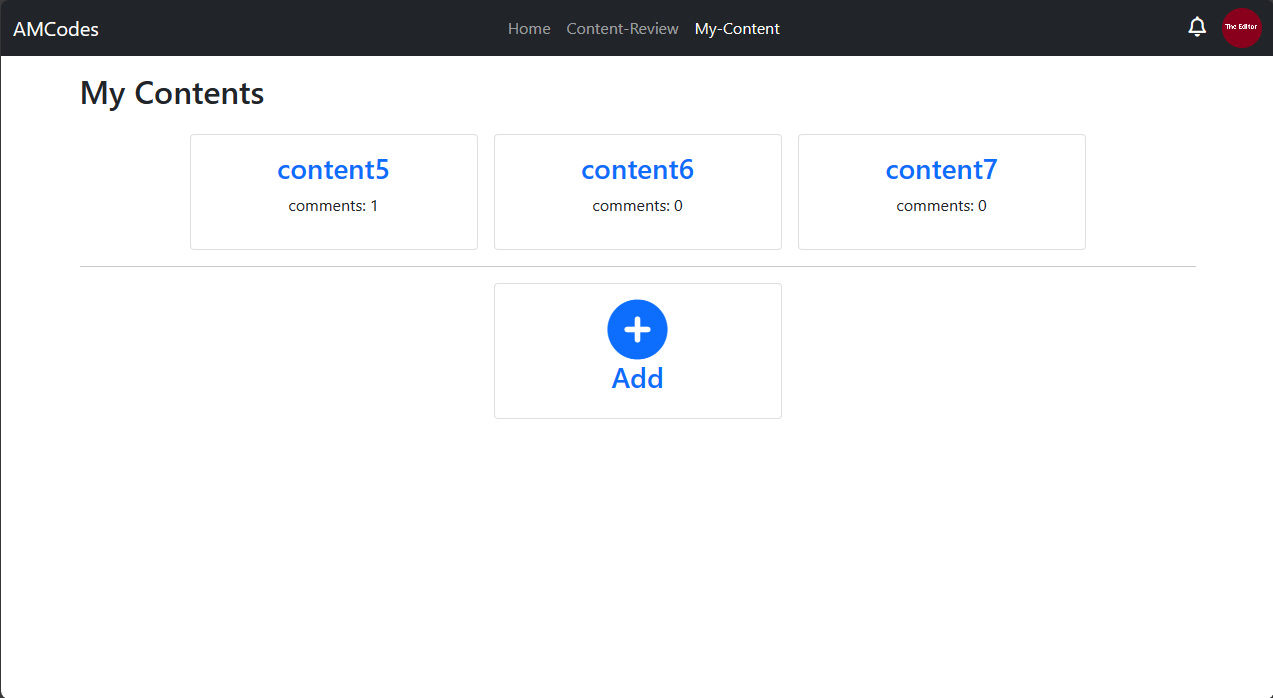 AMCodes
Home Content-Review My-Content
The Editor
My Contents
content5
comments: 1
content6
comments: 0
content7
comments: 0
Add